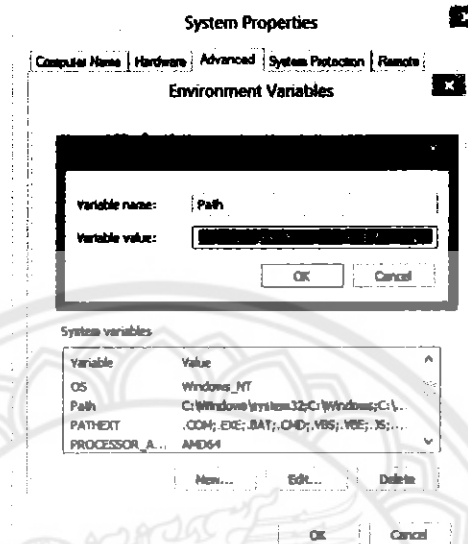 System Properties
Computer Name Hardware Advanced System Protection Remote
Environment Variables
Variable name: Path
Variable value:
OK Cancel
System variables
Variable Value
OS Windows_NT
Path C:\Windows\system32;C:\Windows;C:\...
PATHEXT .COM;.EXE;.BAT;.CMD;.VBS;.VBE;.JS;...
PROCESSOR_A... AMD64
New... Edit... Delete
OK Cancel